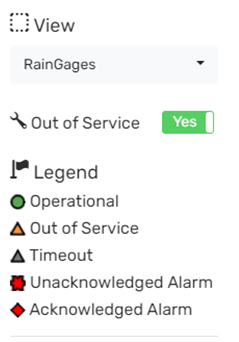 View
RainGages
Out of Service Yes
Legend
Operational
Out of Service
Timeout
Unacknowledged Alarm
Acknowledged Alarm